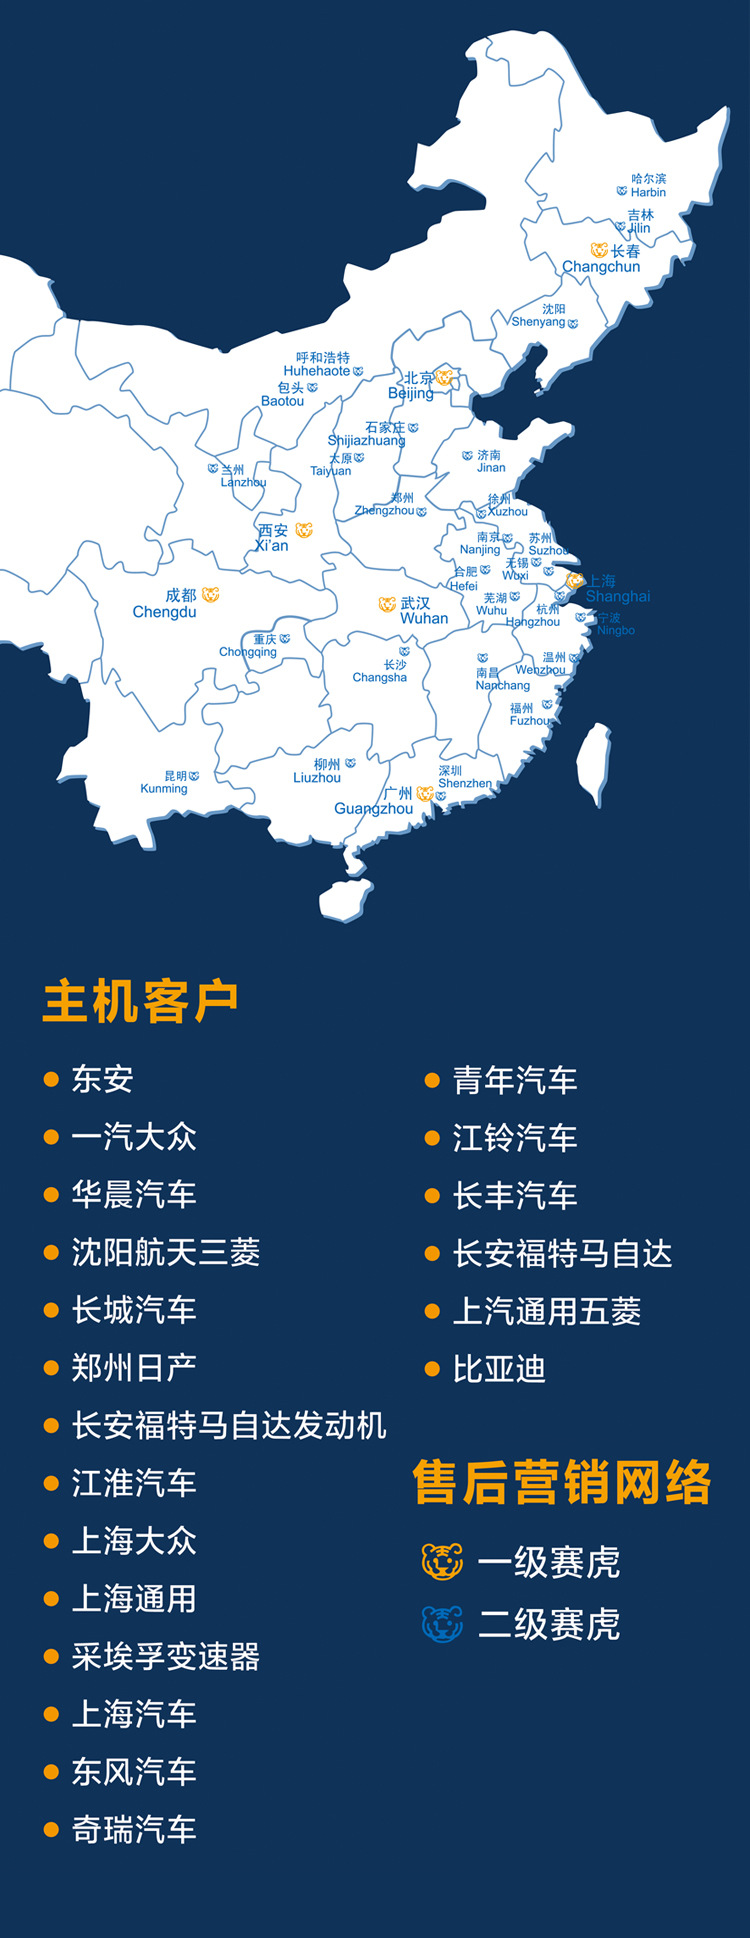 哈尔滨
Harbin
吉林
Jilin
长春
Changchun
沈阳
Shenyang
呼和浩特
Huhehaote
包头
Baotou
北京
Beijing
石家庄
Shijiazhuang
太原
Taiyuan
济南
Jinan
兰州
Lanzhou
郑州
Zhengzhou
徐州
Xuzhou
西安
Xi'an
南京
Nanjing
苏州
Suzhou
合肥
Hefei
无锡
Wuxi
上海
Shanghai
成都
Chengdu
武汉
Wuhan
芜湖
Wuhu
杭州
Hangzhou
宁波
Ningbo
重庆
Chongqing
长沙
Changsha
南昌
Nanchang
温州
Wenzhou
福州
Fuzhou
昆明
Kunming
柳州
Liuzhou
深圳
Shenzhen
广州
Guangzhou
主机客户
东安
一汽大众
华晨汽车
沈阳航天三菱
长城汽车
郑州日产
长安福特马自达发动机
江淮汽车
上海大众
上海通用
采埃孚变速器
上海汽车
东风汽车
奇瑞汽车
青年汽车
江铃汽车
长丰汽车
长安福特马自达
上汽通用五菱
比亚迪
售后营销网络
一级赛虎
二级赛虎